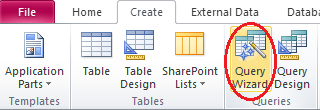 File Home Create External Data Databa
Application Parts
Table
Table Design
SharePoint Lists
Query Wizard
Query Design
Templates Tables Queries